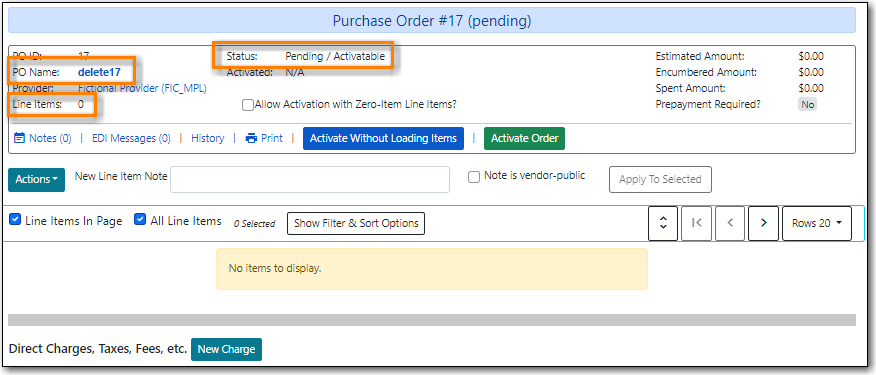 Purchase Order #17 (pending)
PO ID: 17 Status: Pending / Activatable Estimated Amount: $0.00
PO Name: delete17 Activated: N/A Encumbered Amount: $0.00
Provider: Fictional Provider (FIC_MPL) Spent Amount: $0.00
Line Items: 0 Allow Activation with Zero-Item Line Items? Prepayment Required? No
Notes (0) | EDI Messages (0) | History | Print | Activate Without Loading Items | Activate Order
Actions New Line Item Note Note is vendor-public Apply To Selected
Line Items In Page All Line Items 0 Selected Show Filter & Sort Options Rows 20
No items to display.
Direct Charges, Taxes, Fees, etc. New Charge